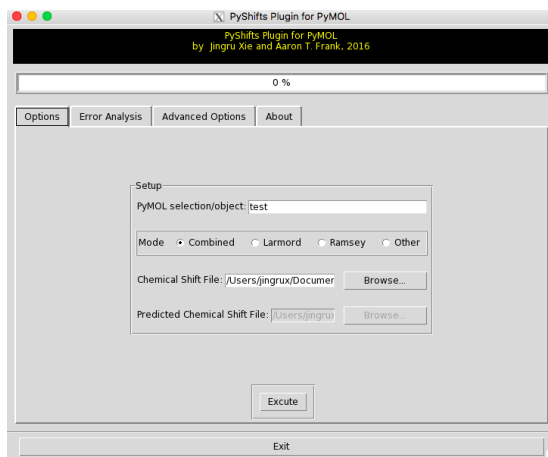 PyShifts Plugin for PyMOL
PyShifts Plugin for PyMOL
by Jingru Xie and Aaron T. Frank, 2016
0 %
Options Error Analysis Advanced Options About
Setup
PyMOL selection/object: test
Mode Combined Larmord Ramsey Other
Chemical Shift File: /Users/jingrux/Documer Browse...
Predicted Chemical Shift File: /Users/jingrux Browse...
Excute
Exit